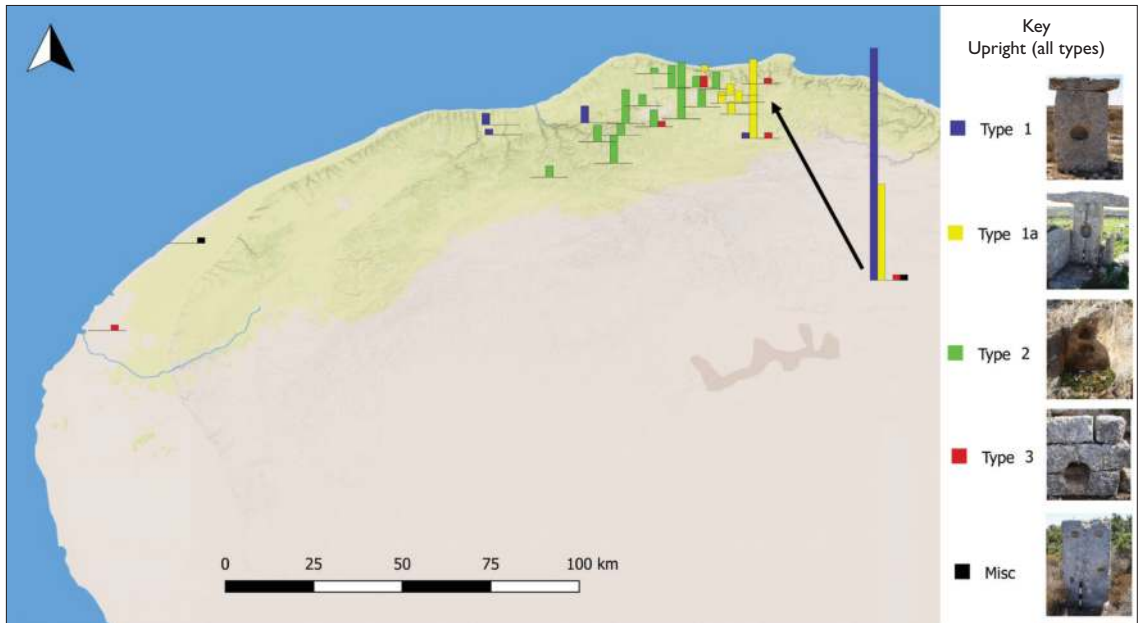 Key
Upright (all types)
Type 1
Type 1a
Type 2
Type 3
Misc
0 25 50 75 100 km